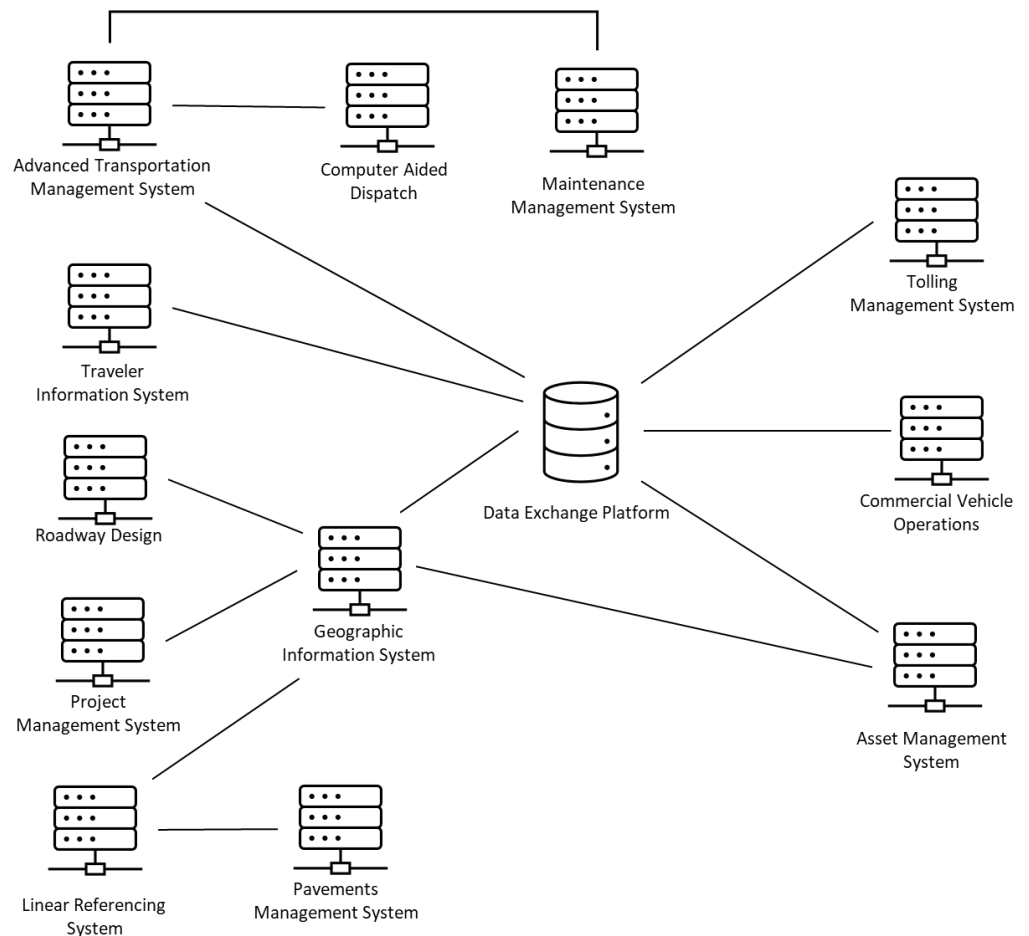 Advanced Transportation
Management System
Computer Aided
Dispatch
Maintenance
Management System
Tolling
Management System
Traveler
Information System
Data Exchange Platform
Commercial Vehicle
Operations
Roadway Design
Geographic
Information System
Project
Management System
Asset Management
System
Linear Referencing
System
Pavements
Management System